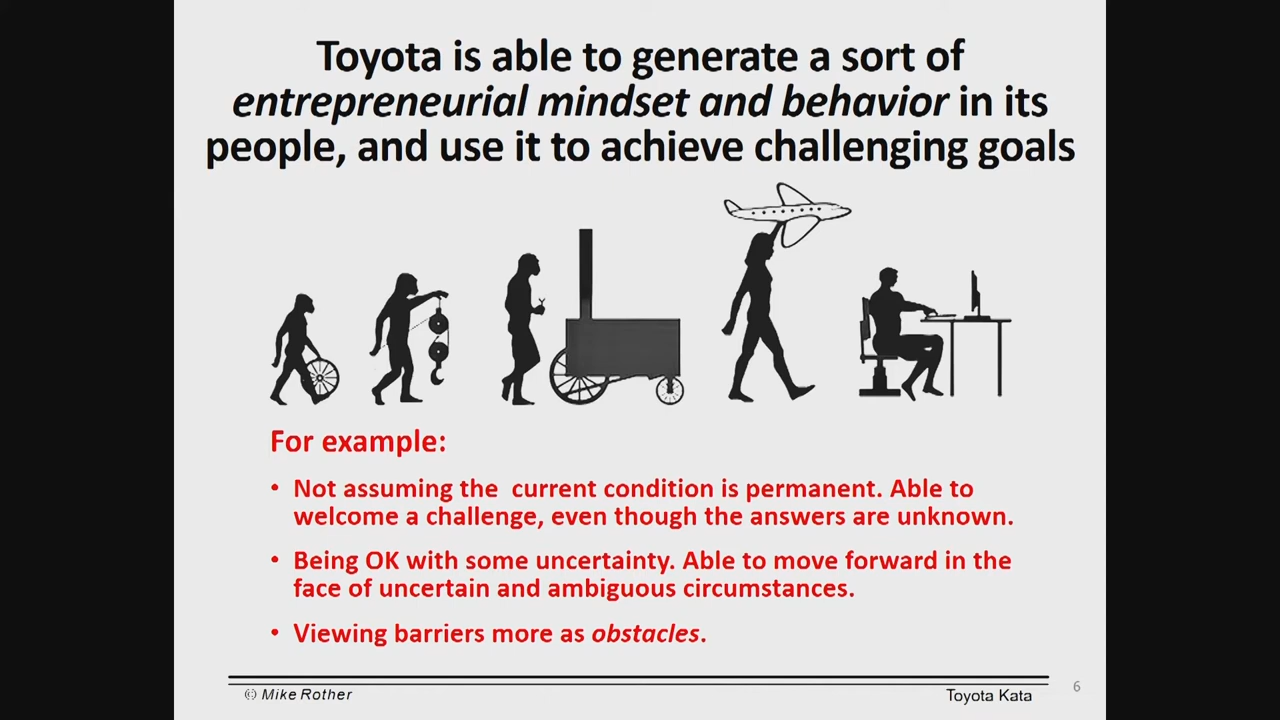 Toyota is able to generate a sort of
entrepreneurial mindset and behavior in its
people, and use it to achieve challenging goals
For example:
• Not assuming the current condition is permanent. Able to
welcome a challenge, even though the answers are unknown.
• Being OK with some uncertainty. Able to move forward in the
face of uncertain and ambiguous circumstances.
• Viewing barriers more as obstacles.
© Mike Rother
Toyota Kata
6